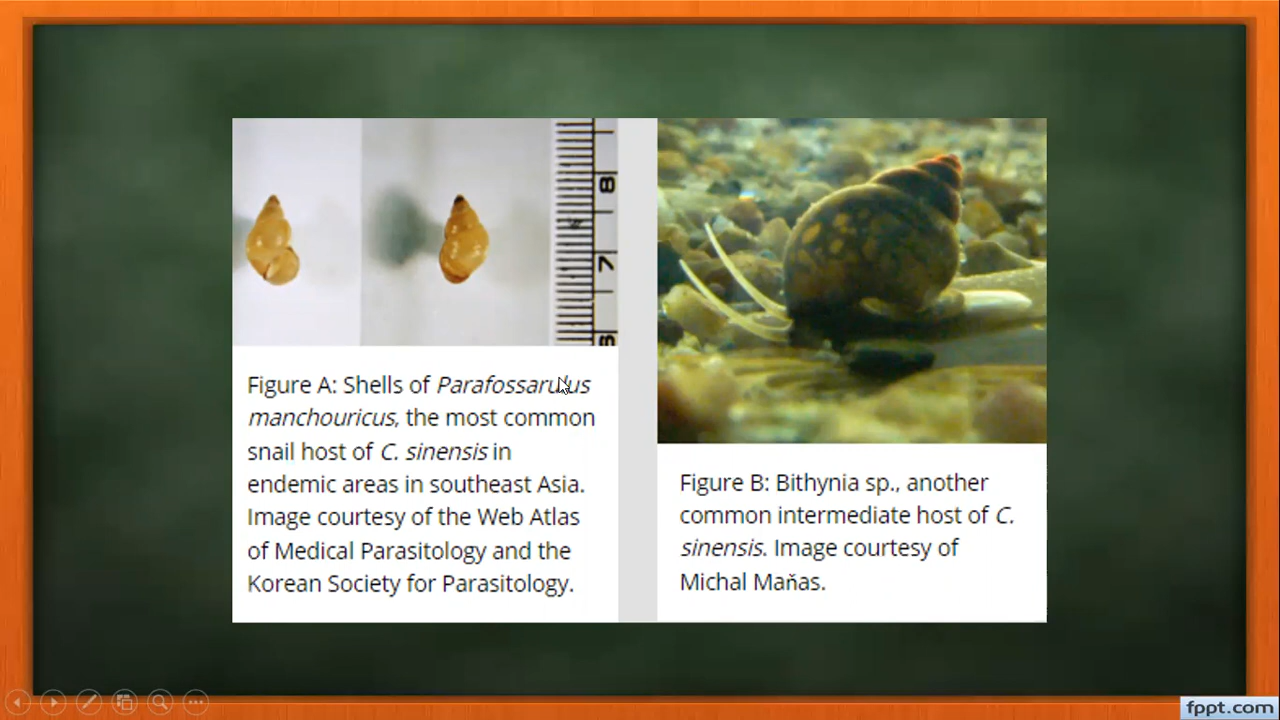 8
7
6
Figure A: Shells of Parafossarulus
manchouricus, the most common
snail host of C. sinensis in
endemic areas in southeast Asia.
Image courtesy of the Web Atlas
of Medical Parasitology and the
Korean Society for Parasitology.
Figure B: Bithynia sp., another
common intermediate host of C.
sinensis. Image courtesy of
Michal Maňas.
fppt.com